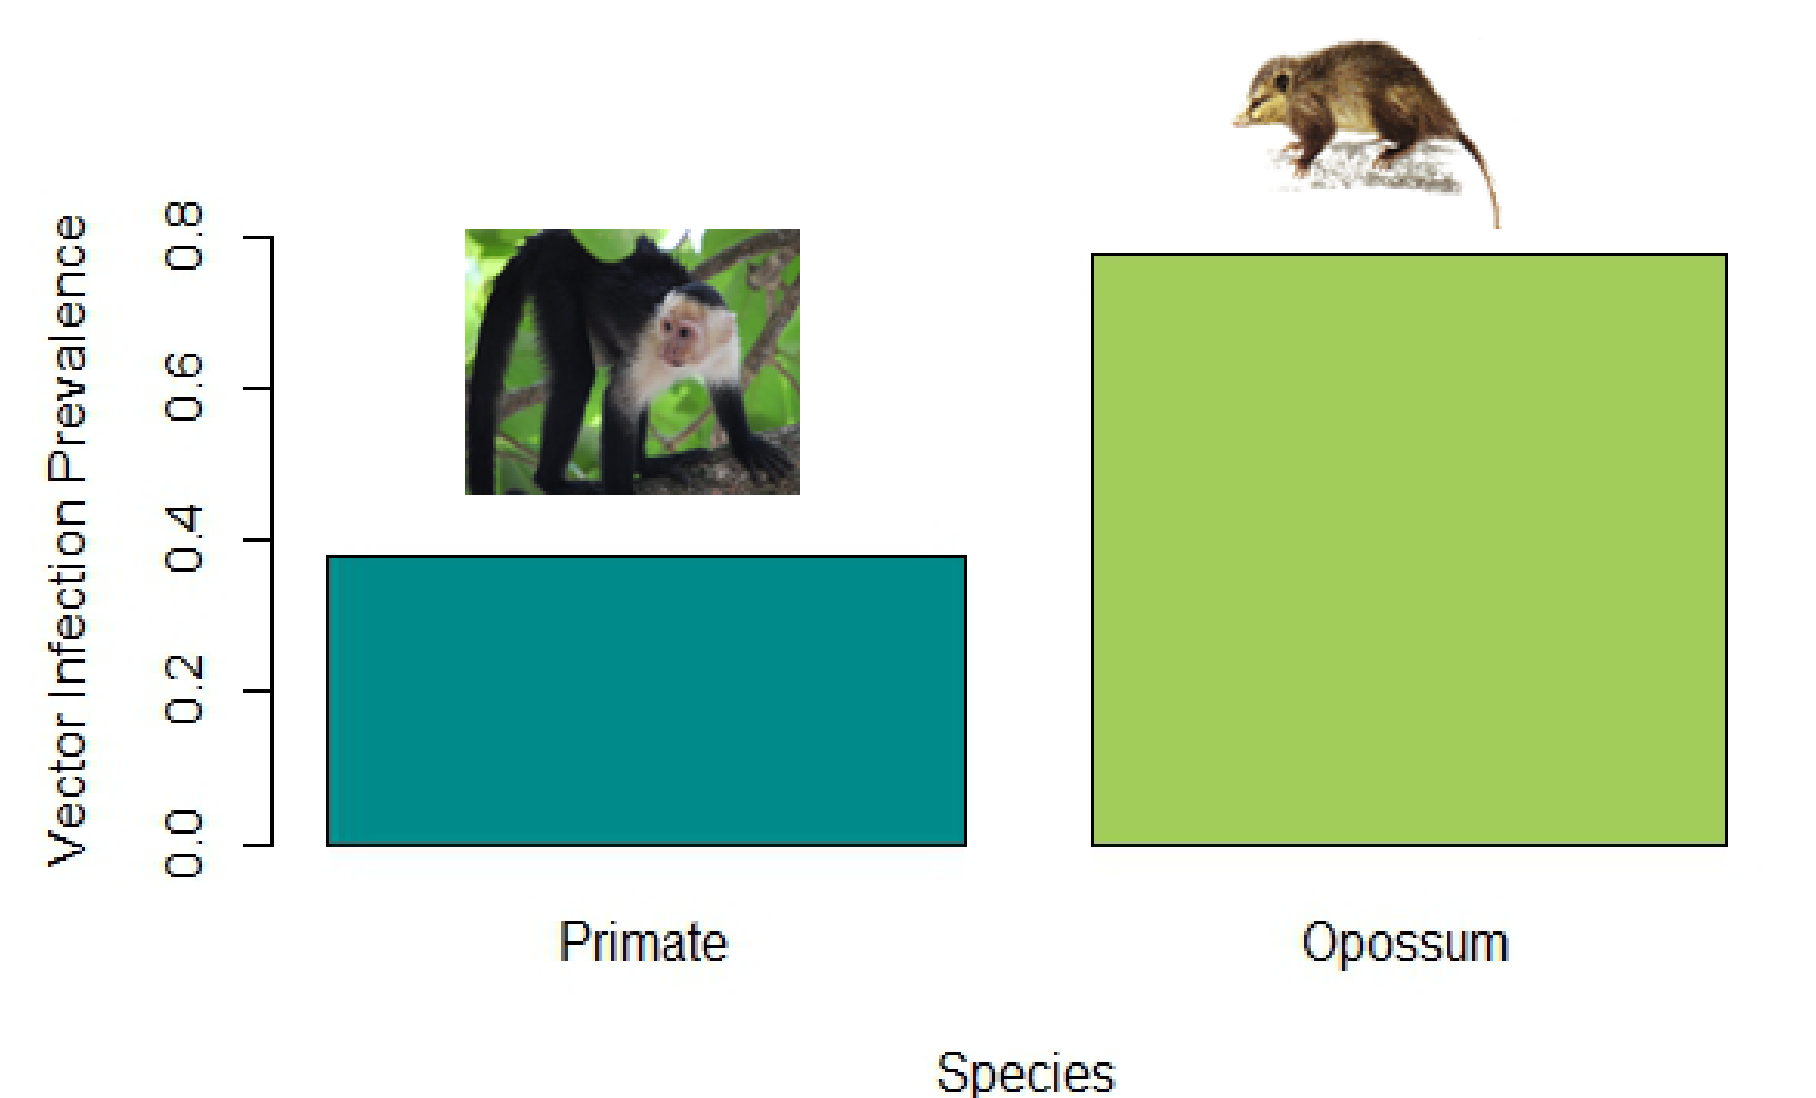 Vector Infection Prevalence
0.8
0.6
0.4
0.2
0.0
Primate
Opossum
Species